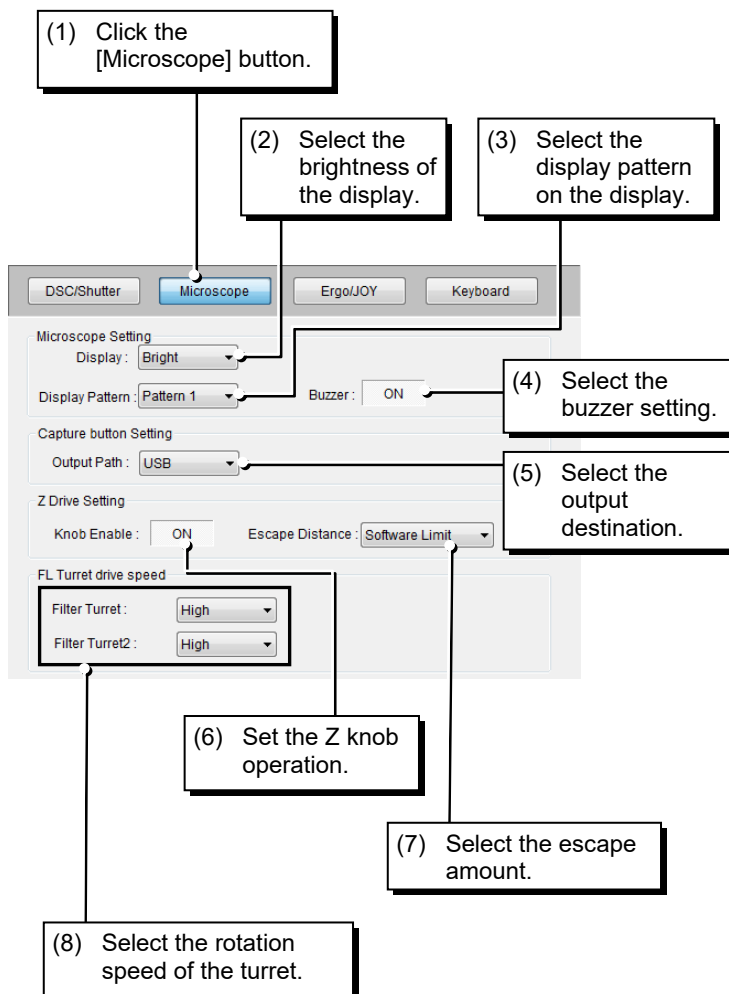 (1) Click the
[Microscope] button.
(2) Select the
brightness of
the display.
(3) Select the
display pattern
on the display.
DSC/Shutter Microscope Ergo/JOY Keyboard
Microscope Setting
Display : Bright
Display Pattern : Pattern 1 Buzzer : ON
(4) Select the
buzzer setting.
Capture button Setting
Output Path : USB
(5) Select the
output
destination.
Z Drive Setting
Knob Enable : ON Escape Distance : Software Limit
FL Turret drive speed
Filter Turret : High
Filter Turret2 : High
(6) Set the Z knob
operation.
(7) Select the escape
amount.
(8) Select the rotation
speed of the turret.